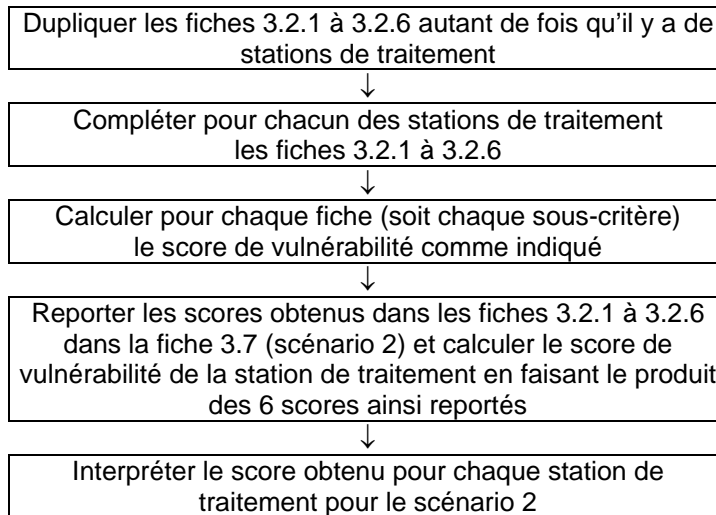 Dupliquer les fiches 3.2.1 à 3.2.6 autant de fois qu'il y a de
stations de traitement
↓
Compléter pour chacun des stations de traitement
les fiches 3.2.1 à 3.2.6
↓
Calculer pour chaque fiche (soit chaque sous-critère)
le score de vulnérabilité comme indiqué
↓
Reporter les scores obtenus dans les fiches 3.2.1 à 3.2.6
dans la fiche 3.7 (scénario 2) et calculer le score de
vulnérabilité de la station de traitement en faisant le produit
des 6 scores ainsi reportés
↓
Interpréter le score obtenu pour chaque station de
traitement pour le scénario 2